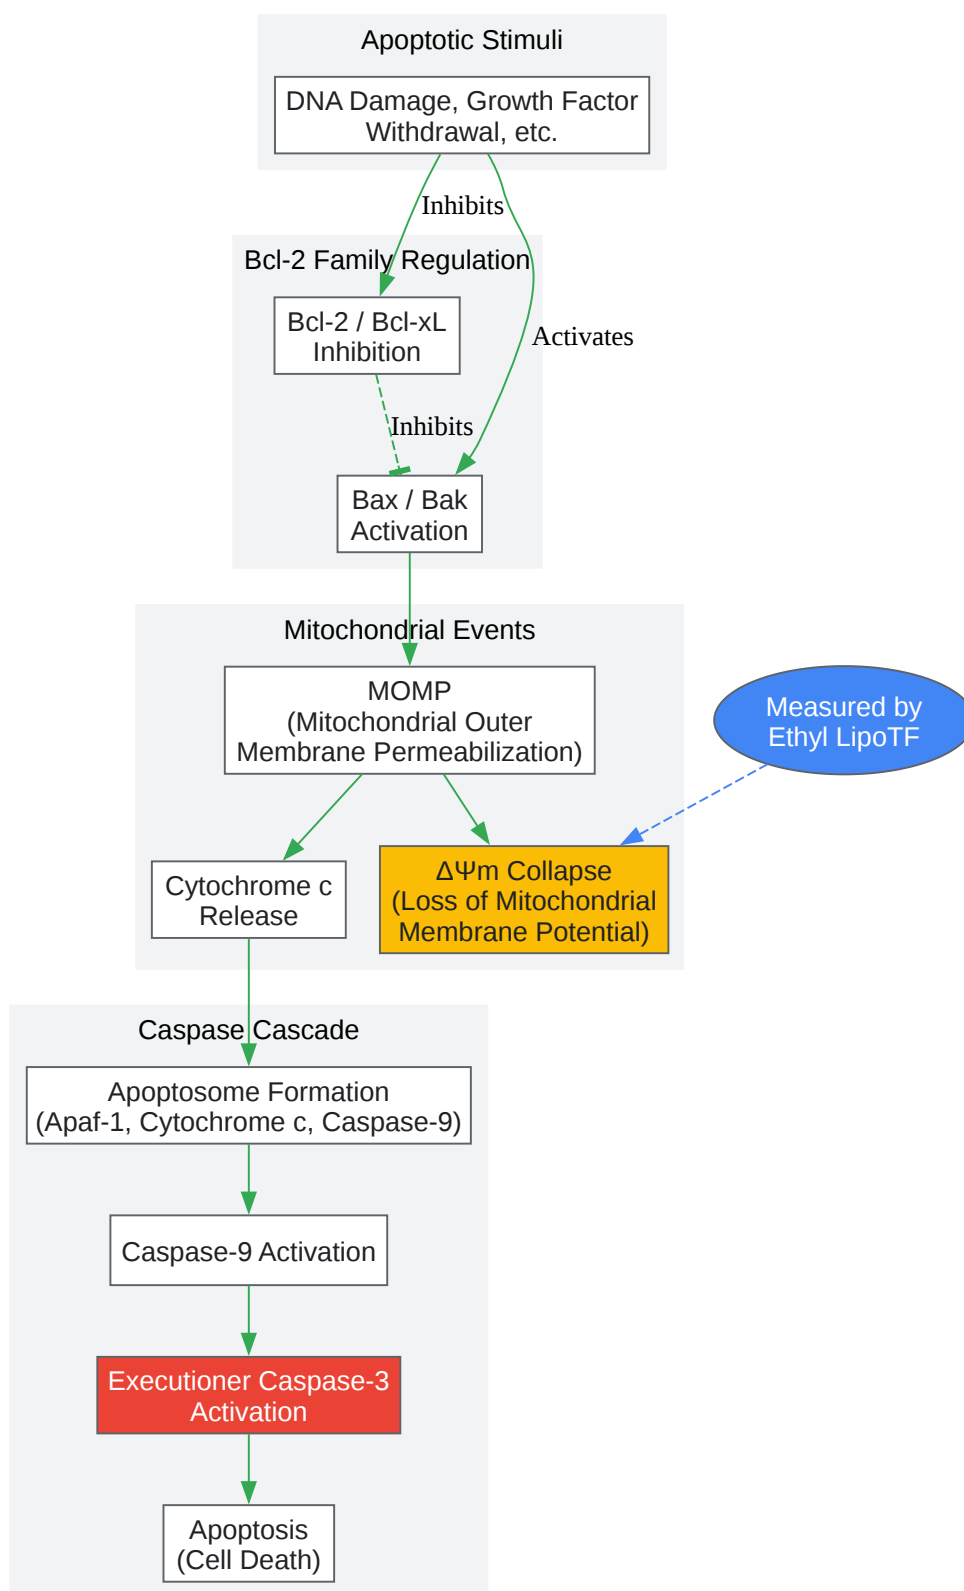 Apoptotic Stimuli
DNA Damage, Growth Factor
Withdrawal, etc.
Inhibits
Bcl-2 Family Regulation
Bcl-2 / Bcl-xL
Inhibition
Activates
Inhibits
Bax / Bak
Activation
Mitochondrial Events
MOMP
(Mitochondrial Outer
Membrane Permeabilization)
Measured by
Ethyl LipoTF
Cytochrome c
Release
ΔΨm Collapse
(Loss of Mitochondrial
Membrane Potential)
Caspase Cascade
Apoptosome Formation
(Apaf-1, Cytochrome c, Caspase-9)
Caspase-9 Activation
Executioner Caspase-3
Activation
Apoptosis
(Cell Death)